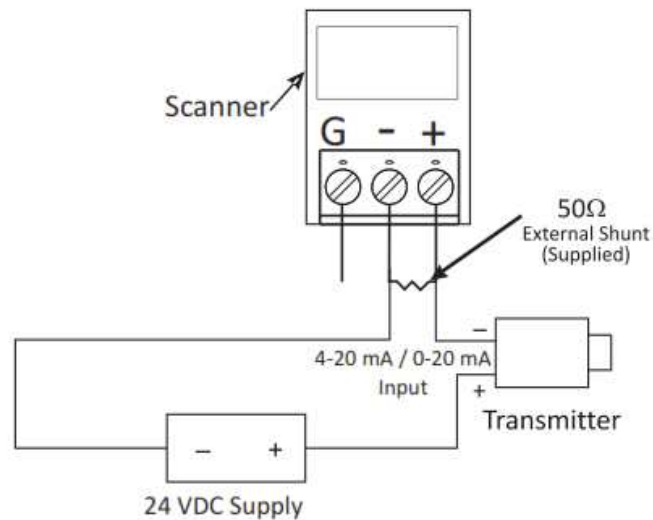 Scanner
G - +
50Ω
External Shunt
(Supplied)
4-20 mA / 0-20 mA
Input
–
+
Transmitter
– +
24 VDC Supply